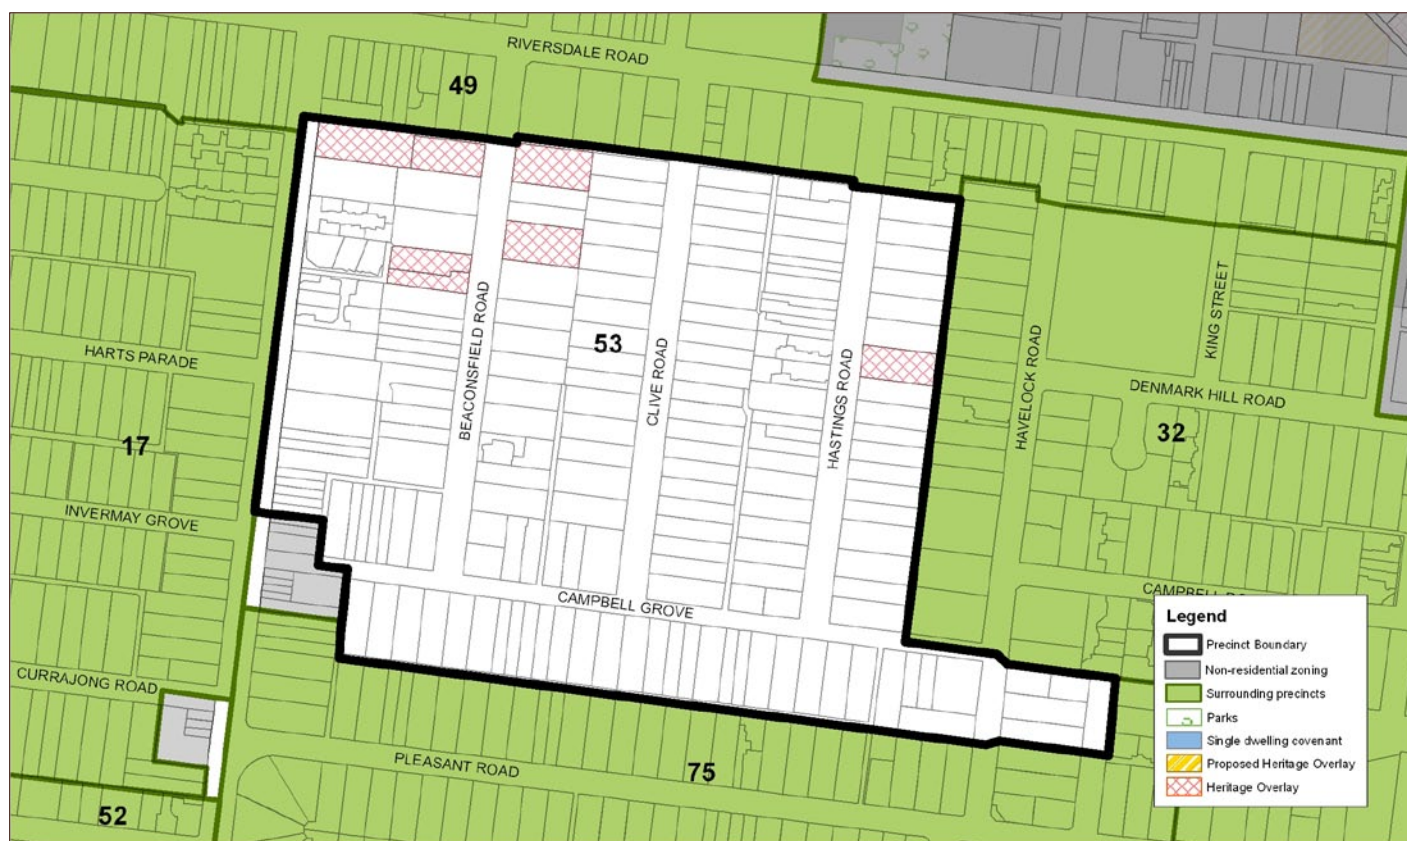 RIVERSDALE ROAD
49
KING STREET
BEACONSFIELD ROAD
53
CLIVE ROAD
HASTINGS ROAD
HAVELOCK ROAD
HARTS PARADE
DENMARK HILL ROAD
17
32
INVERMAY GROVE
CAMPBELL GROVE
CAMPBELL
CURRAJONG ROAD
PLEASANT ROAD
75
52
Legend
Precinct Boundary
Non-residential zoning
Surrounding precincts
Parks
Single dwelling covenant
Proposed Heritage Overlay
Heritage Overlay